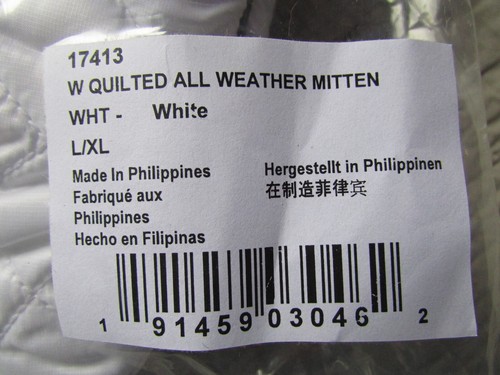 17413
W QUILTED ALL WEATHER MITTEN
WHT - White
L/XL
Made In Philippines
Fabriqué aux
Philippines
Hecho en Filipinas
Hergestellt in Philippinen
在制造菲律宾
1 91459 03046 2